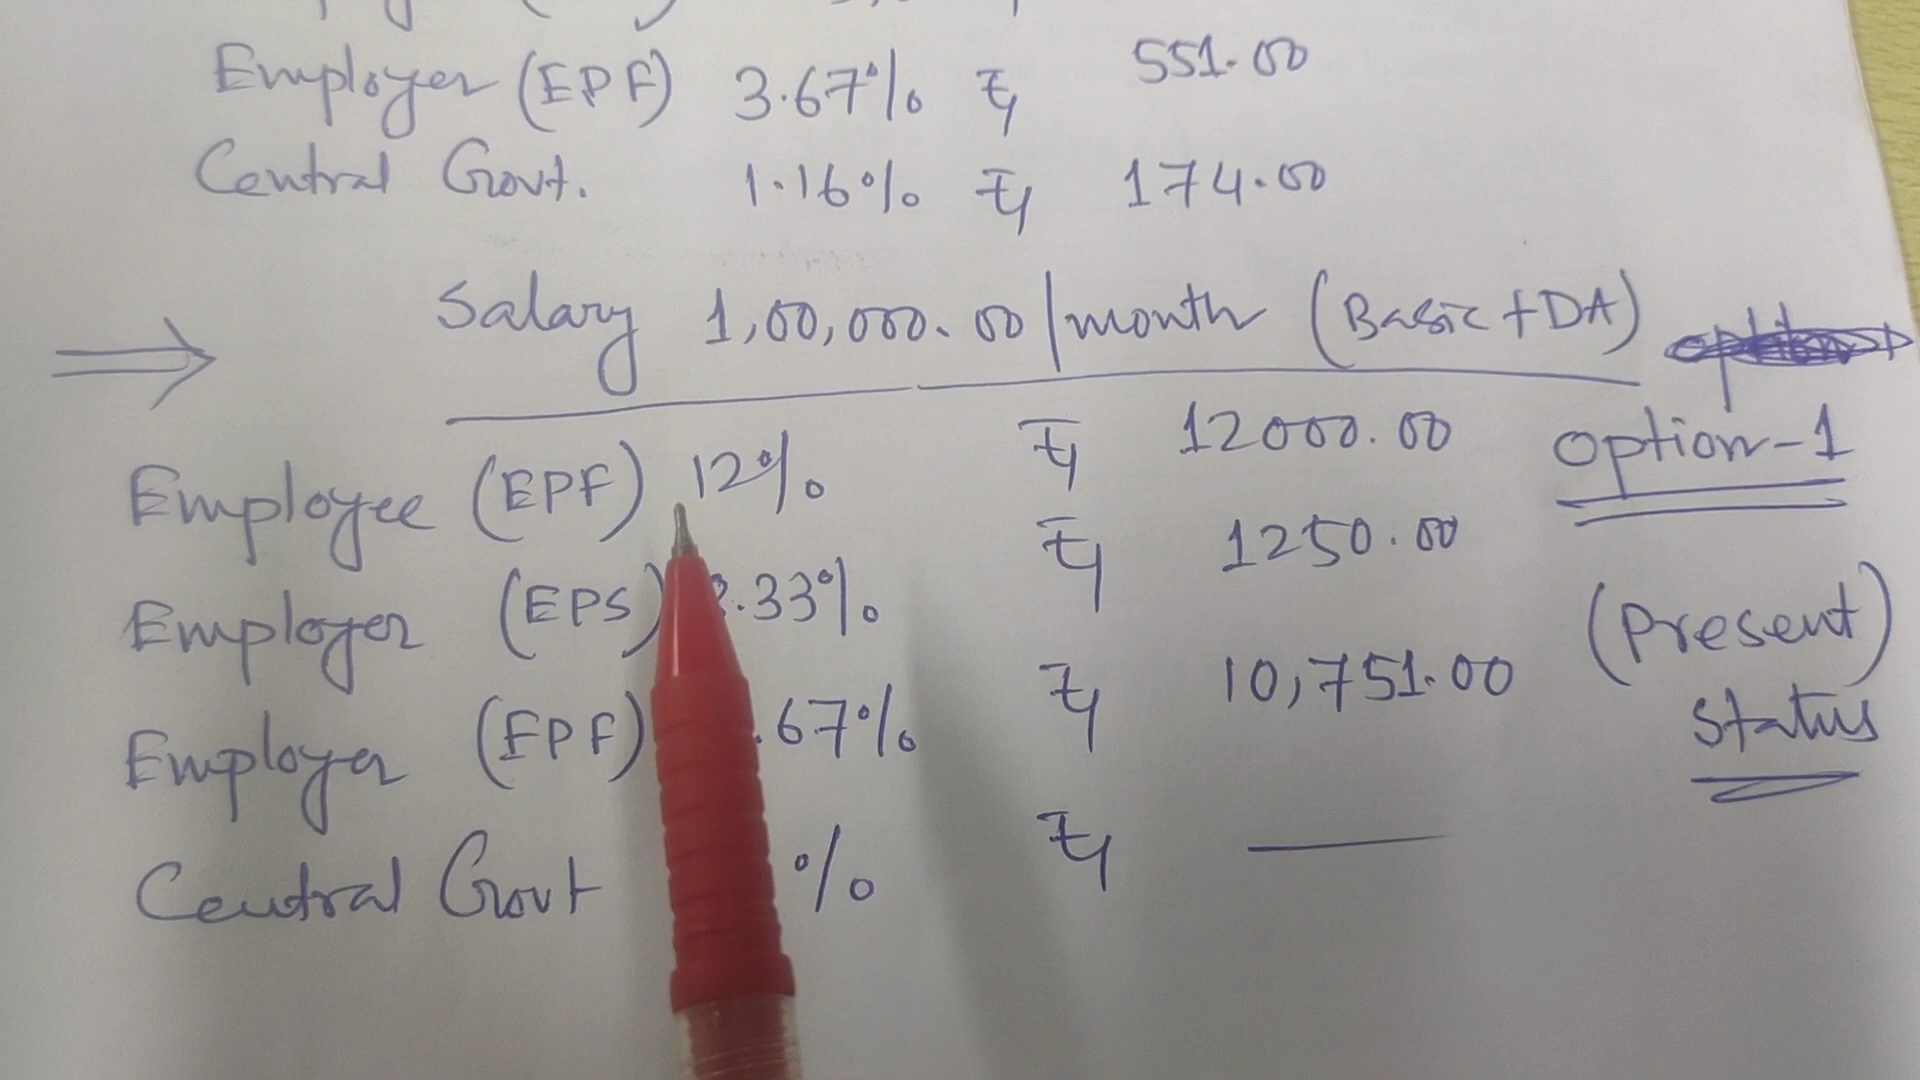 Employer (EPF) 3.67% ₹ 551.00
Central Govt. 1.16% ₹ 174.00
⇒ Salary 1,00,000.00/month (Basic + DA)
Employee (EPF) 12% ₹ 12000.00 option-1
Employer (EPS) .33% ₹ 1250.00 (Present)
Employer (EPF) .67% ₹ 10,751.00 Status
Central Govt % ₹ —